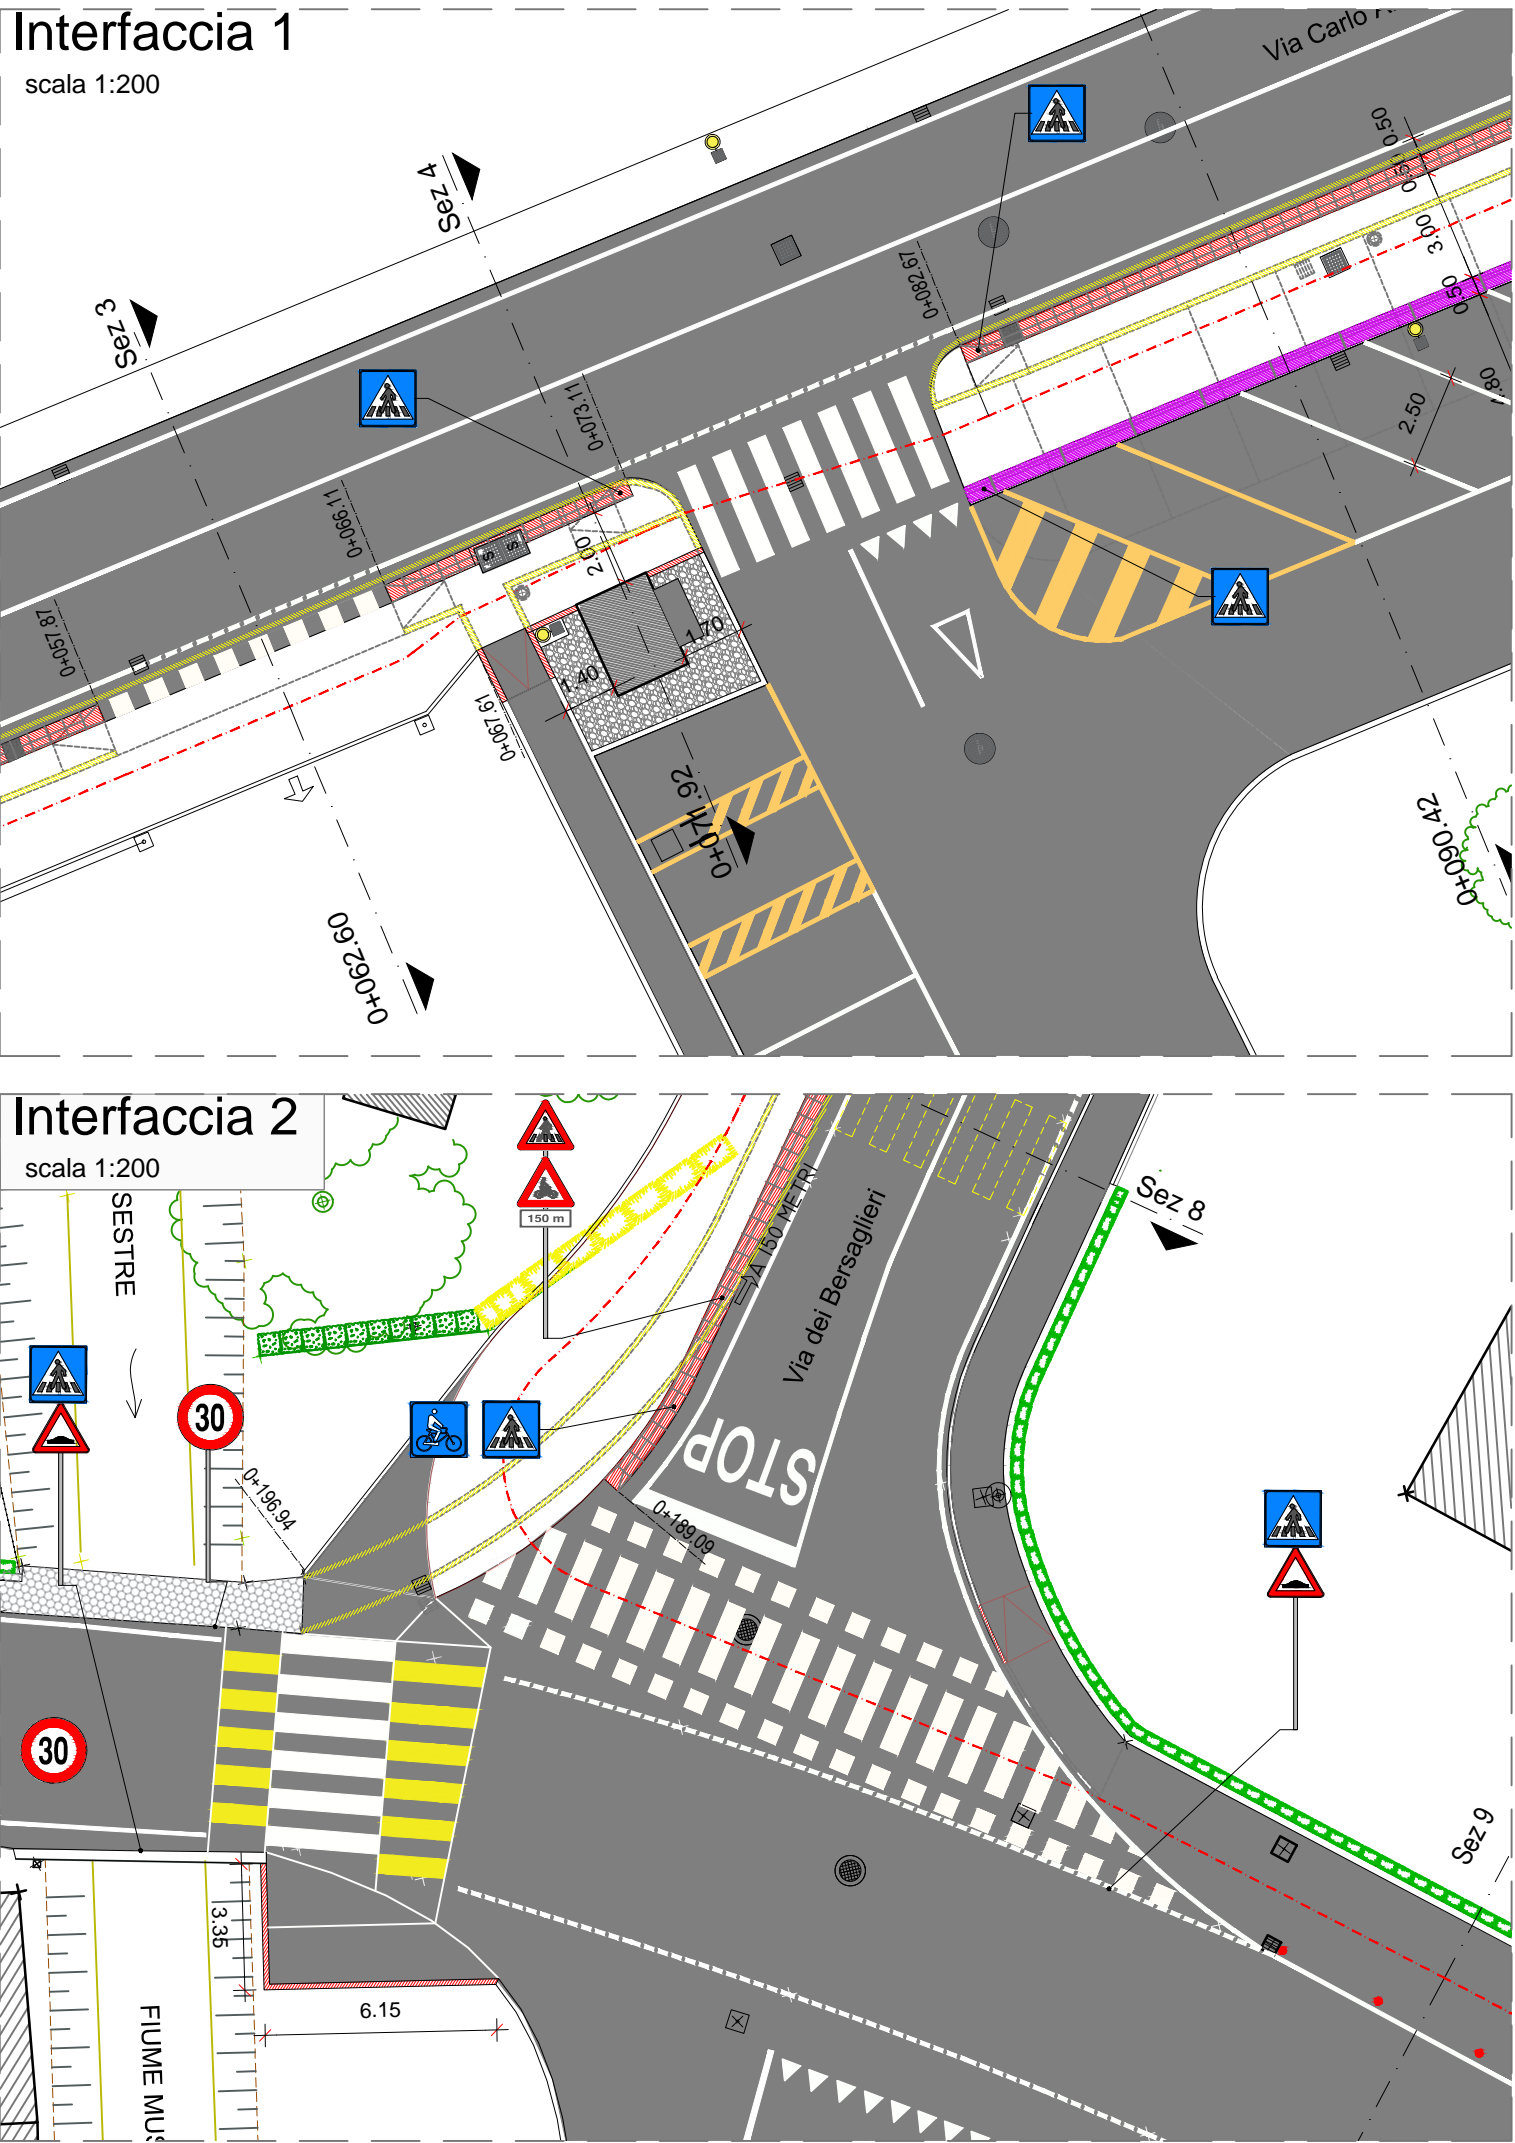 Interfaccia 1
scala 1:200
Via Carlo
Sez 4
Sez 3
0.50
3.00
0.50
0+082.67
2.50
4.80
0+073.11
0+066.11
S
S
2.00
0+057.87
1.70
1.40
0+067.61
0+071.92
0+090.42
0+062.60
Interfaccia 2
scala 1:200
150 m
A 150 METRI
SESTRE
Sez 8
Via dei Bersaglieri
30
STOP
0+196.94
0+189.09
30
Sez 9
3.35
6.15
FIUME MUS